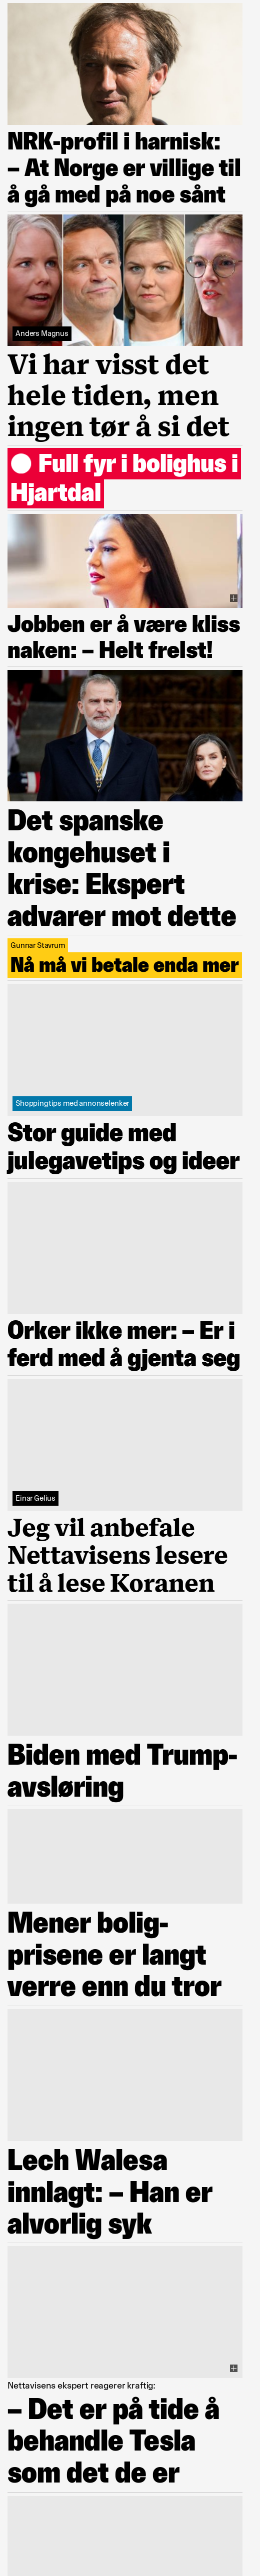 NRK-profil i harnisk:
– At Norge er villige til
å gå med på noe sånt
Anders Magnus
Vi har visst det
hele tiden, men
ingen tør å si det
Full fyr i bolighus i
Hjartdal
Jobben er å være kliss
naken: – Helt frelst!
Det spanske
kongehuset i
krise: Ekspert
advarer mot dette
Gunnar Stavrum
Nå må vi betale enda mer
Shoppingtips med annonselenker
Stor guide med
julegavetips og ideer
Orker ikke mer: – Er i
ferd med å gjenta seg
Einar Gelius
Jeg vil anbefale
Nettavisens lesere
til å lese Koranen
Biden med Trump-
avsløring
Mener bolig-
prisene er langt
verre enn du tror
Lech Walesa
innlagt: – Han er
alvorlig syk
Nettavisens ekspert reagerer kraftig:
– Det er på tide å
behandle Tesla
som det de er